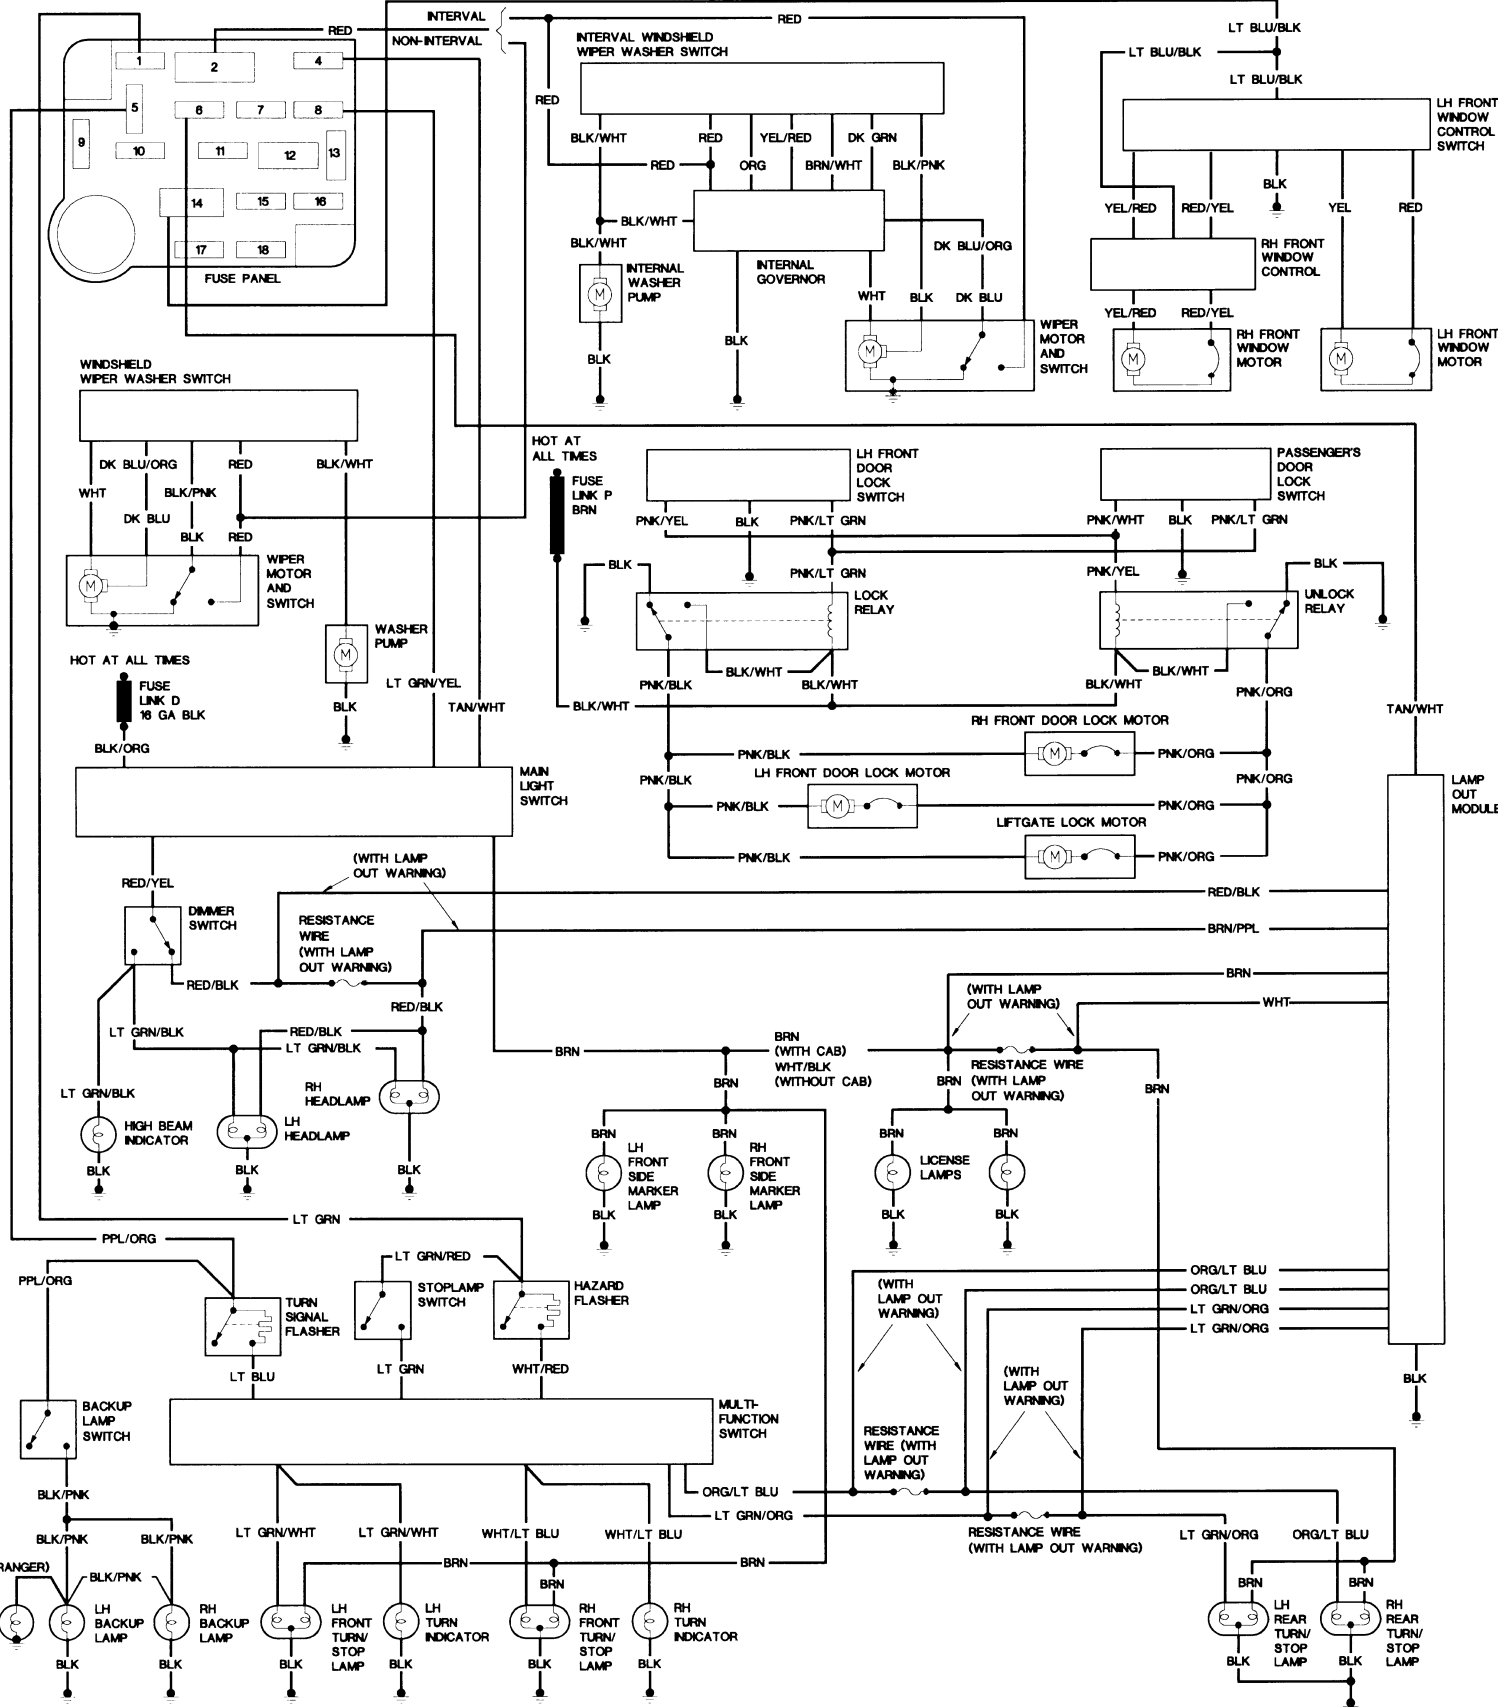 INTERVAL
NON-INTERVAL
RED
RED
LT BLU/BLK
LT BLU/BLK
LT BLU/BLK
1
2
4
5
6
7
8
9
10
11
12
13
14
15
16
17
18
FUSE PANEL
INTERVAL WINDSHIELD
WIPER WASHER SWITCH
RED
BLK/WHT
RED
YEL/RED
DK GRN
RED
ORG
BRN/WHT
BLK/PNK
BLK/WHT
BLK/WHT
INTERNAL
WASHER
PUMP
M
BLK
INTERNAL
GOVERNOR
BLK
DK BLU/ORG
WHT
BLK
DK BLU
M
WIPER
MOTOR
AND
SWITCH
LH FRONT
WINDOW
CONTROL
SWITCH
YEL/RED
RED/YEL
BLK
YEL
RED
RH FRONT
WINDOW
CONTROL
YEL/RED
RED/YEL
M
RH FRONT
WINDOW
MOTOR
M
LH FRONT
WINDOW
MOTOR
WINDSHIELD
WIPER WASHER SWITCH
DK BLU/ORG
RED
BLK/WHT
WHT
BLK/PNK
DK BLU
BLK
RED
M
WIPER
MOTOR
AND
SWITCH
M
WASHER
PUMP
BLK
HOT AT ALL TIMES
FUSE
LINK D
16 GA BLK
BLK/ORG
LT GRN/YEL
TAN/WHT
HOT AT
ALL TIMES
FUSE
LINK P
BRN
LH FRONT
DOOR
LOCK
SWITCH
PNK/YEL
BLK
PNK/LT GRN
PASSENGER'S
DOOR
LOCK
SWITCH
PNK/WHT
BLK
PNK/LT GRN
BLK
PNK/LT GRN
LOCK
RELAY
PNK/YEL
BLK
UNLOCK
RELAY
PNK/BLK
BLK/WHT
BLK/WHT
BLK/WHT
BLK/WHT
BLK/WHT
PNK/ORG
TAN/WHT
RH FRONT DOOR LOCK MOTOR
PNK/BLK
M
PNK/ORG
PNK/BLK
LH FRONT DOOR LOCK MOTOR
PNK/ORG
PNK/BLK
M
PNK/ORG
LIFTGATE LOCK MOTOR
PNK/BLK
M
PNK/ORG
MAIN
LIGHT
SWITCH
LAMP
OUT
MODULE
(WITH LAMP
OUT WARNING)
RED/YEL
DIMMER
SWITCH
RESISTANCE
WIRE
(WITH LAMP
OUT WARNING)
RED/BLK
BRN/PPL
RED/BLK
RED/BLK
LT GRN/BLK
RED/BLK
LT GRN/BLK
BRN
(WITH LAMP
OUT WARNING)
WHT
BRN
BRN
(WITH CAB)
WHT/BLK
(WITHOUT CAB)
RESISTANCE WIRE
(WITH LAMP
OUT WARNING)
BRN
BRN
BRN
LT GRN/BLK
HIGH BEAM
INDICATOR
BLK
LH
HEADLAMP
BLK
RH
HEADLAMP
BLK
BRN
LH
FRONT
SIDE
MARKER
LAMP
BLK
BRN
RH
FRONT
SIDE
MARKER
LAMP
BLK
BRN
BRN
LICENSE
LAMPS
BLK
BLK
LT GRN
PPL/ORG
PPL/ORG
LT GRN/RED
STOPLAMP
SWITCH
HAZARD
FLASHER
TURN
SIGNAL
FLASHER
LT BLU
LT GRN
WHT/RED
ORG/LT BLU
ORG/LT BLU
LT GRN/ORG
LT GRN/ORG
(WITH
LAMP OUT
WARNING)
(WITH
LAMP OUT
WARNING)
BLK
BACKUP
LAMP
SWITCH
MULTI-
FUNCTION
SWITCH
RESISTANCE
WIRE (WITH
LAMP OUT
WARNING)
BLK/PNK
BLK/PNK
BLK/PNK
BLK/PNK
RANGER)
LT GRN/WHT
LT GRN/WHT
WHT/LT BLU
WHT/LT BLU
ORG/LT BLU
LT GRN/ORG
RESISTANCE WIRE
(WITH LAMP OUT WARNING)
LT GRN/ORG
ORG/LT BLU
BRN
BRN
BRN
BRN
BRN
LH
BACKUP
LAMP
BLK
RH
BACKUP
LAMP
BLK
LH
FRONT
TURN/
STOP
LAMP
BLK
LH
TURN
INDICATOR
BLK
RH
FRONT
TURN/
STOP
LAMP
BLK
RH
TURN
INDICATOR
BLK
LH
REAR
TURN/
STOP
LAMP
BLK
RH
REAR
TURN/
STOP
LAMP
BLK